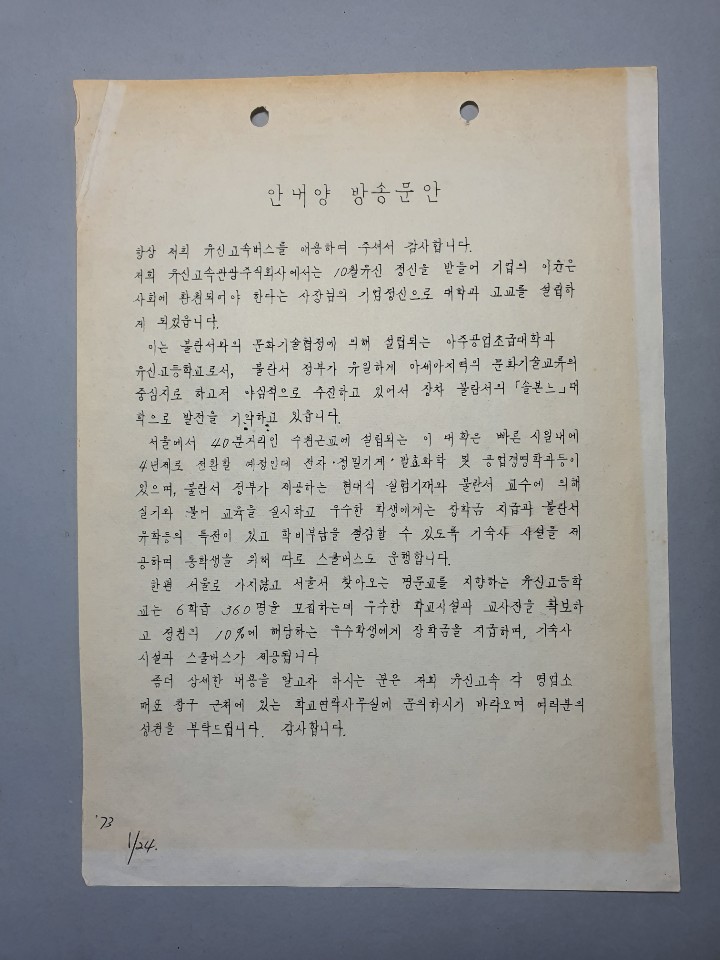 안내양 방송문안
항상 저희 유신고속버스를 애용하며 주셔서 감사합니다.
저희 유신고속관광주식회사에서는 10월유신 정신을 받들어 기업의 이윤은
사회에 환원되어야 한다는 사장님의 기업정신으로 대학과 고교를 설립하
게 되었읍니다.
이는 불란서와의 문화기술협정에 의해 설립되는 아주공업초급대학과
유신고등학교로서, 불란서 정부가 유일하게 아세아지역의 문화기술교류의
중심지로 하고저 야심적으로 추진하고 있어서 장차 불란서의 「솔본느」대
학으로 발전을 기약하고 있읍니다.
서울에서 40분거리인 수원근교에 설립되는 이 대학은 빠른 시일내에
4년제로 전환할 예정인데 전자·정밀기계·발효화학 및 공업경영학과등이
있으며, 불란서 정부가 제공하는 현대식 실험기재와 불란서 교수에 의해
실기와 불어 교육을 실시하고 우수한 학생에게는 장학금 지급과 불란서
유학등의 특전이 있고 학비부담을 절감할 수 있도록 기숙사 시설을 제
공하며 통학생을 위해 따로 스쿨버스도 운행합니다.
한편 서울로 가지않고 서울서 찾아오는 명문교를 지향하는 유신고등학
교는 6학급 360명을 모집하는데 우수한 학교시설과 교사진을 확보하
고 정원의 10%에 해당하는 우수학생에게 장학금을 지급하며, 기숙사
시설과 스쿨버스가 제공됩니다
좀더 상세한 내용을 알고자 하시는 분은 저희 유신고속 각 영업소
매표 창구 근처에 있는 학교연락사무실에 문의하시기 바라오며 여러분의
성원을 부탁드립니다. 감사합니다.
'73
1/24.